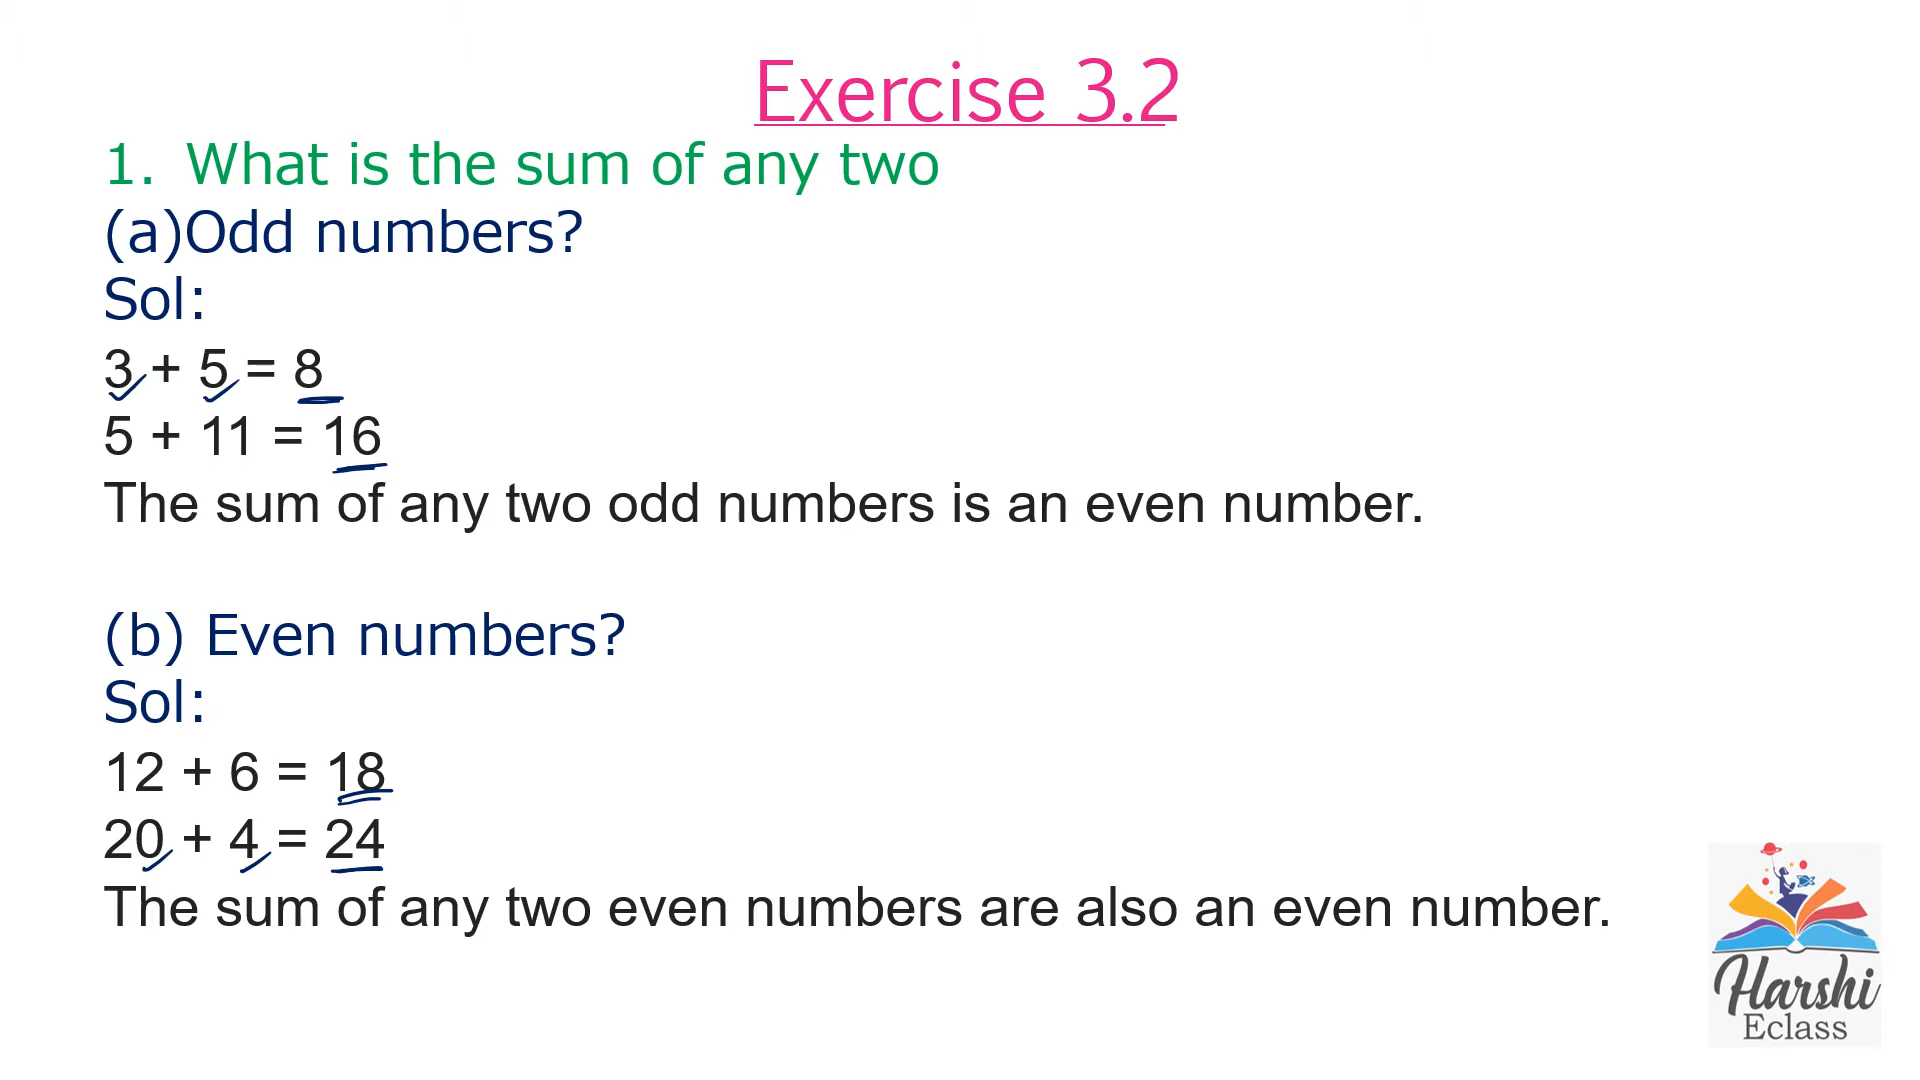 Exercise 3.2
1. What is the sum of any two
(a)Odd numbers?
Sol:
3 + 5 = 8
5 + 11 = 16
The sum of any two odd numbers is an even number.
(b) Even numbers?
Sol:
12 + 6 = 18
20 + 4 = 24
The sum of any two even numbers are also an even number.
Harshi
Eclass